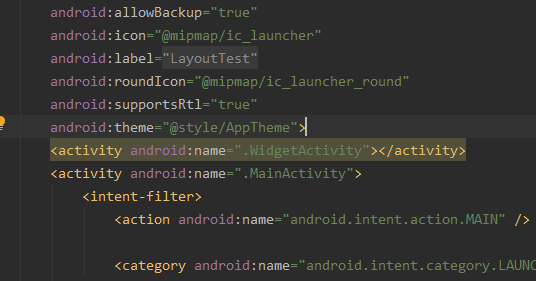 android:allowBackup="true"
android:icon="@mipmap/ic_launcher"
android:label="LayoutTest"
android:roundIcon="@mipmap/ic_launcher_round"
android:supportsRtl="true"
android:theme="@style/AppTheme">
<activity android:name=".WidgetActivity"></activity>
<activity android:name=".MainActivity">
<intent-filter>
<action android:name="android.intent.action.MAIN" />
<category android:name="android.intent.category.LAUNC